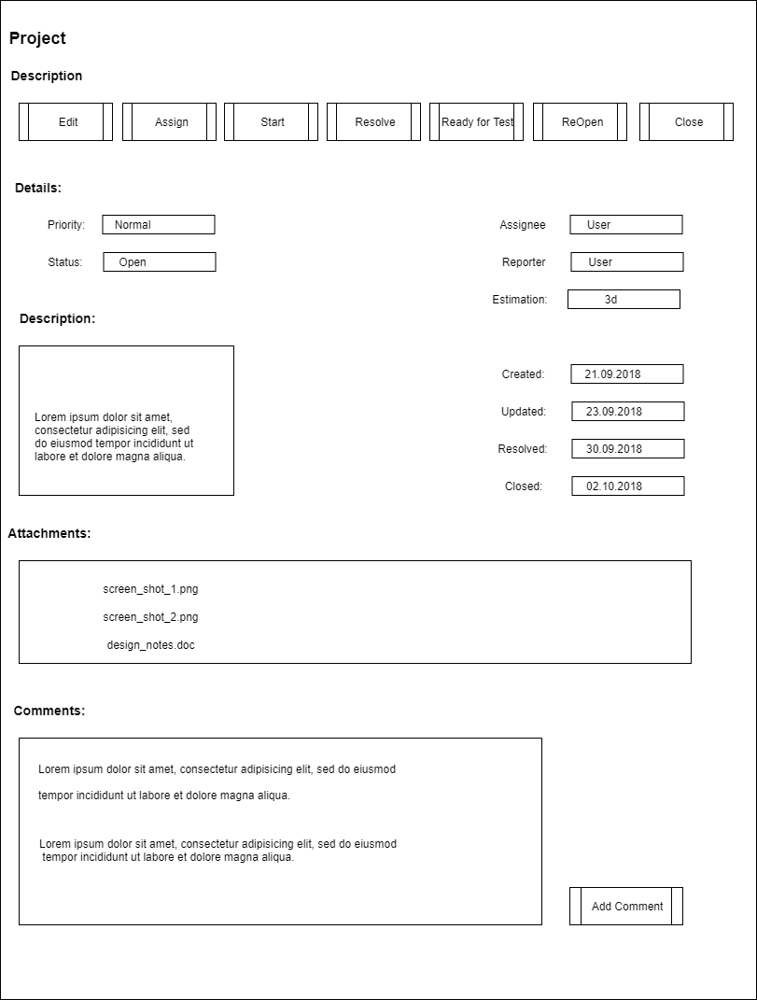 Project
Description
Edit
Assign
Start
Resolve
Ready for Test
ReOpen
Close
Details:
Priority:
Normal
Assignee
User
Status:
Open
Reporter
User
Estimation:
3d
Description:
Lorem ipsum dolor sit amet,
consectetur adipisicing elit, sed
do eiusmod tempor incididunt ut
labore et dolore magna aliqua.
Created:
21.09.2018
Updated:
23.09.2018
Resolved:
30.09.2018
Closed:
02.10.2018
Attachments:
screen_shot_1.png
screen_shot_2.png
design_notes.doc
Comments:
Lorem ipsum dolor sit amet, consectetur adipisicing elit, sed do eiusmod
tempor incididunt ut labore et dolore magna aliqua.
Lorem ipsum dolor sit amet, consectetur adipisicing elit, sed do eiusmod
tempor incididunt ut labore et dolore magna aliqua.
Add Comment